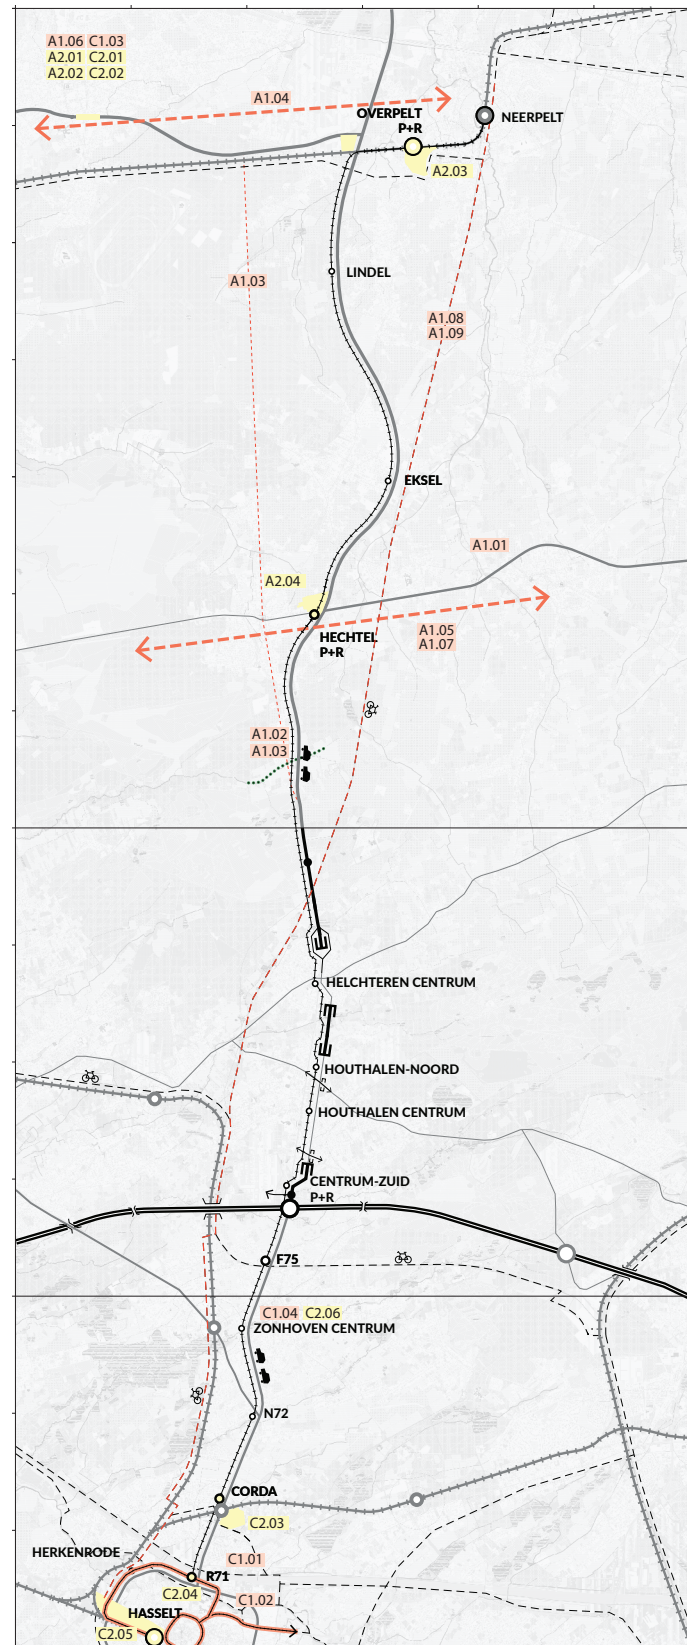 A1.06 C1.03
A2.01 C2.01
A2.02 C2.02
A1.04
OVERPELT
P+R
NEERPELT
A2.03
LINDEL
A1.03
A1.08
A1.09
EKSEL
A1.01
A2.04
HECHTEL
P+R
A1.05
A1.07
A1.02
A1.03
HELCHTEREN CENTRUM
HOUTHALEN-NOORD
HOUTHALEN CENTRUM
CENTRUM-ZUID
P+R
F75
C1.04 C2.06
ZONHOVEN CENTRUM
N72
CORDA
C2.03
HERKENRODE
C1.01
R71
C2.04
C1.02
HASSELT
C2.05